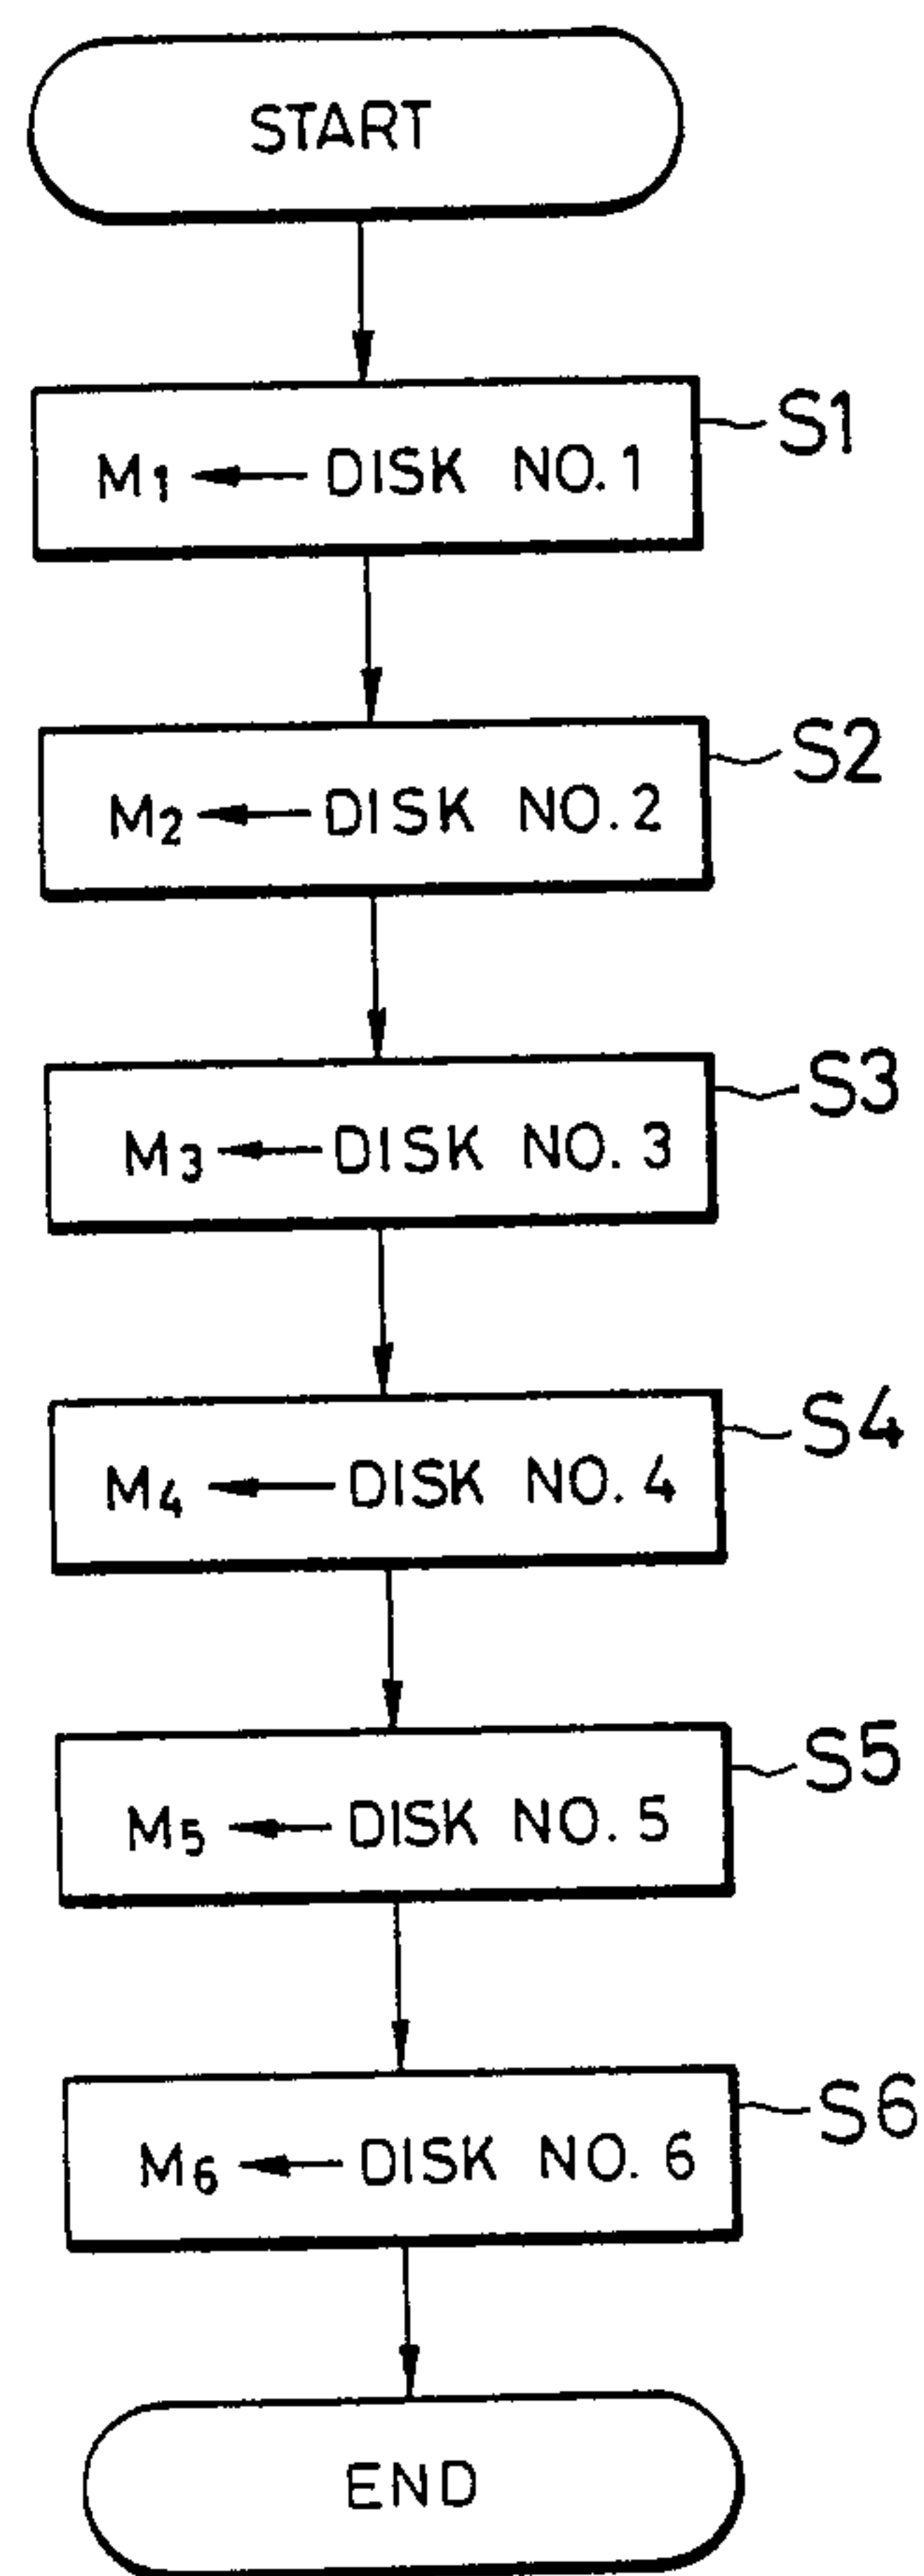 START
M₁ ← DISK NO. 1 S1
M₂ ← DISK NO. 2 S2
M₃ ← DISK NO. 3 S3
M₄ ← DISK NO. 4 S4
M₅ ← DISK NO. 5 S5
M₆ ← DISK NO. 6 S6
END